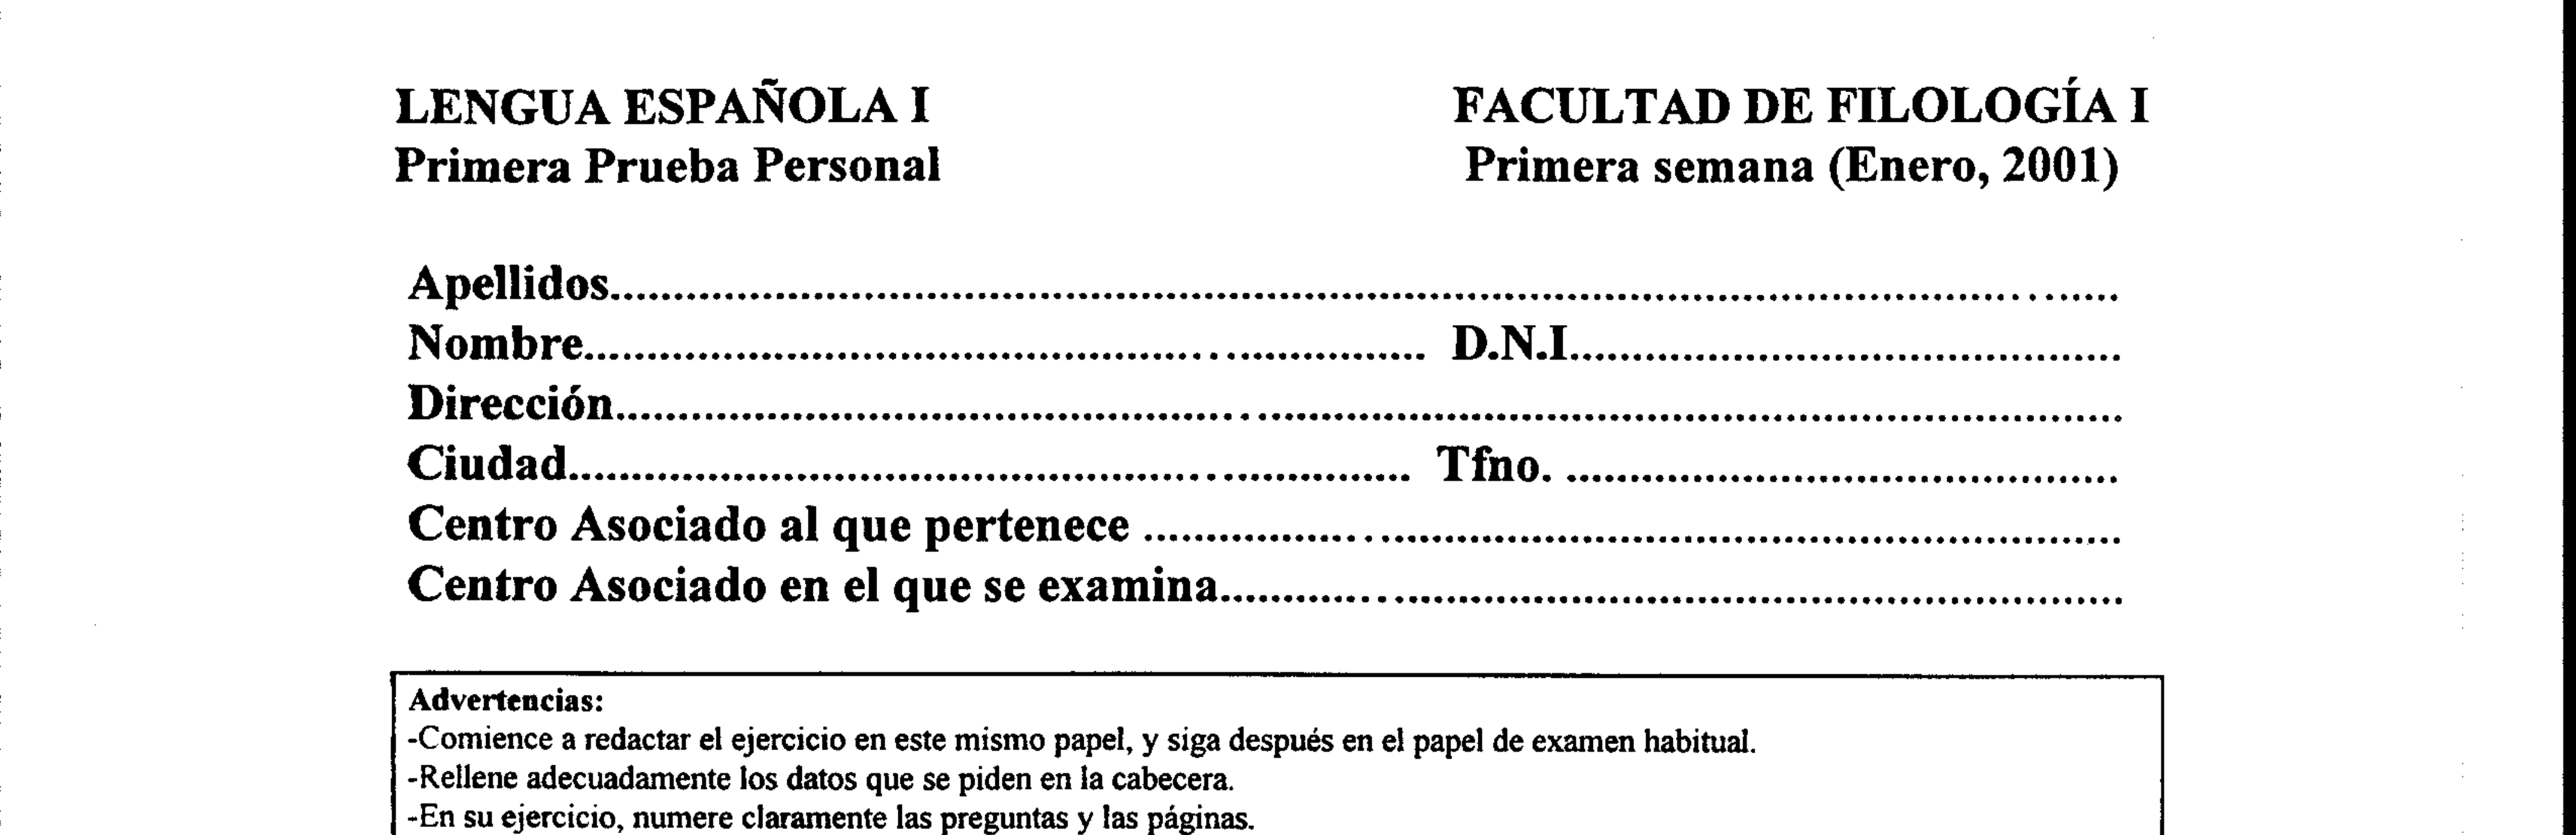 LENGUA ESPAÑOLA I FACULTAD DE FILOLOGÍA I
Primera Prueba Personal Primera semana (Enero, 2001)
Apellidos..........................................................................................................................
Nombre.................................................................. D.N.I...........................................
Dirección........................................................................................................................
Ciudad.................................................................. Tfno. ...........................................
Centro Asociado al que pertenece .............................................................................
Centro Asociado en el que se examina.......................................................................
Advertencias:
-Comience a redactar el ejercicio en este mismo papel, y siga después en el papel de examen habitual.
-Rellene adecuadamente los datos que se piden en la cabecera.
-En su ejercicio, numere claramente las preguntas y las páginas.